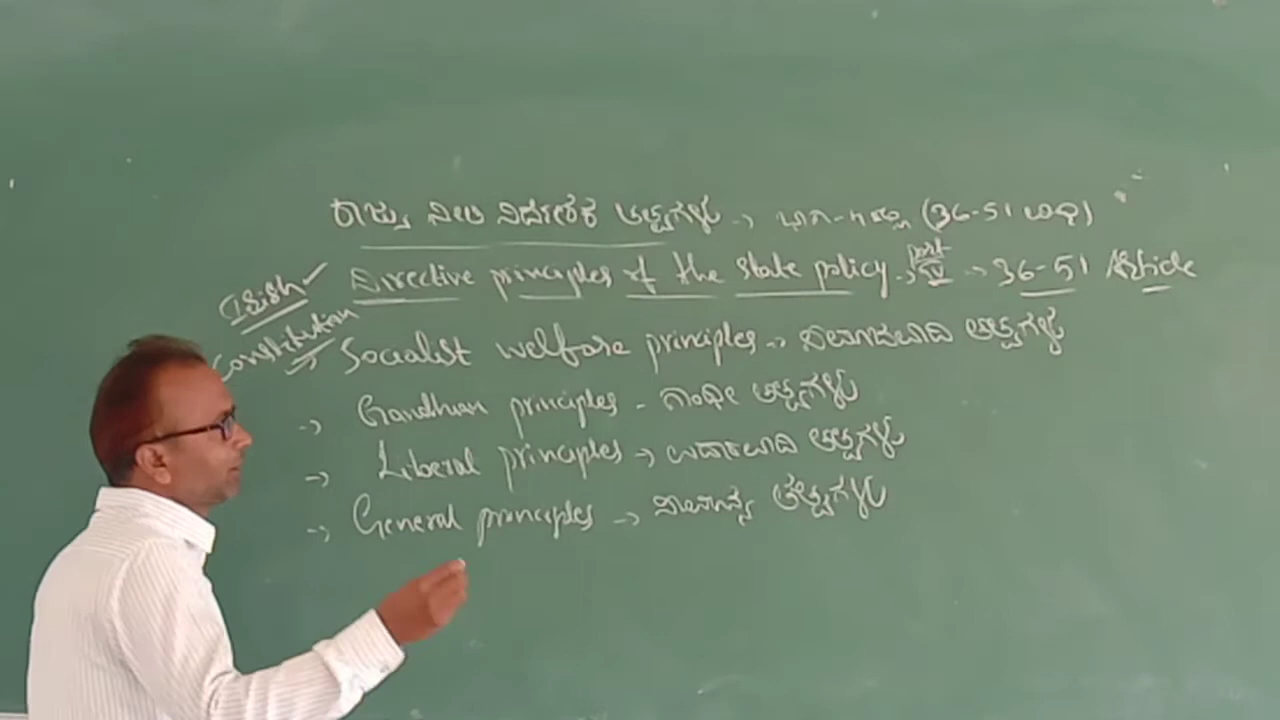 ರಾಜ್ಯ ನೀತಿ ನಿರ್ದೇಶಕ ತತ್ವಗಳು → ಭಾಗ-4 (36-51 ವಿಧಿ)
Irish ✓
Constitution
Directive principles of the state policy → part IV → 36-51 Article
→ Socialist welfare principles → ಸಮಾಜವಾದಿ ತತ್ವಗಳು
→ Gandhian principles - ಗಾಂಧೀ ತತ್ವಗಳು
→ Liberal principles → ಉದಾರವಾದಿ ತತ್ವಗಳು
→ General principles → ಸಾಮಾನ್ಯ ತತ್ವಗಳು